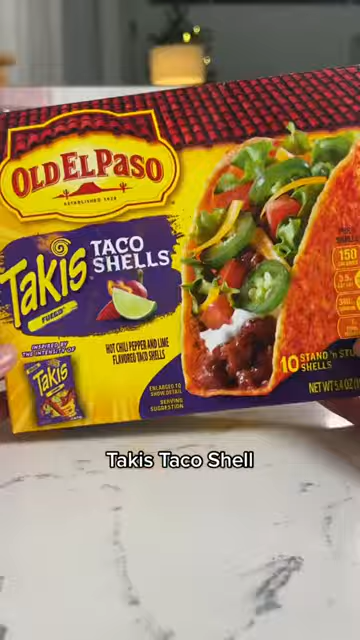 OLD EL PASO
ESTABLISHED 1938
Takis
FUEGO
TACO
SHELLS
HOT CHILI PEPPER AND LIME
FLAVORED TACO SHELLS
INSPIRED BY
THE INTENSITY OF
Takis
ENLARGED TO
SHOW DETAIL
SERVING
SUGGESTION
150
10 STAND 'n STU
SHELLS
NET WT 5.4 OZ
Takis Taco Shell